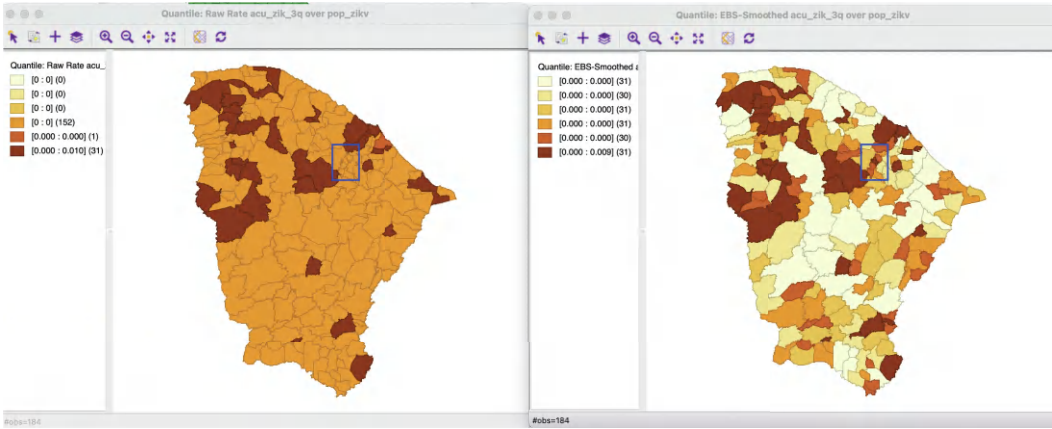 Quantile: Raw Rate acu_zik_3q over pop_zikv
Quantile: Raw Rate acu_
[0 : 0] (0)
[0 : 0] (0)
[0 : 0] (0)
[0 : 0] (152)
[0.000 : 0.000] (1)
[0.000 : 0.010] (31)
#obs=184
Quantile: EBS-Smoothed acu_zik_3q over pop_zikv
Quantile: EBS-Smoothed a
[0.000 : 0.000] (31)
[0.000 : 0.000] (30)
[0.000 : 0.000] (31)
[0.000 : 0.000] (31)
[0.000 : 0.000] (30)
[0.000 : 0.009] (31)
#obs=184